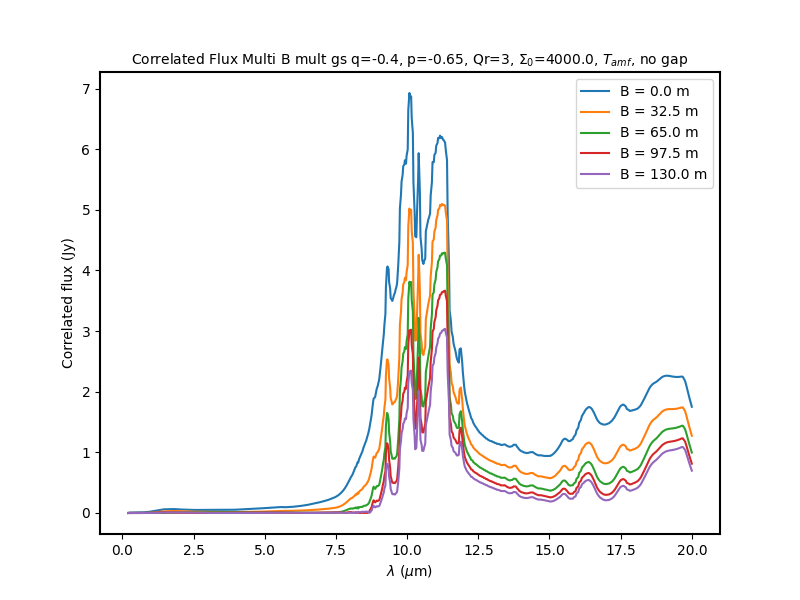 Correlated Flux Multi B mult gs q=-0.4, p=-0.65, Qr=3, Σ₀=4000.0, T_amf, no gap
B = 0.0 m
B = 32.5 m
B = 65.0 m
B = 97.5 m
B = 130.0 m
Correlated flux (Jy)
7
6
5
4
3
2
1
0
0.0 2.5 5.0 7.5 10.0 12.5 15.0 17.5 20.0
λ (μm)